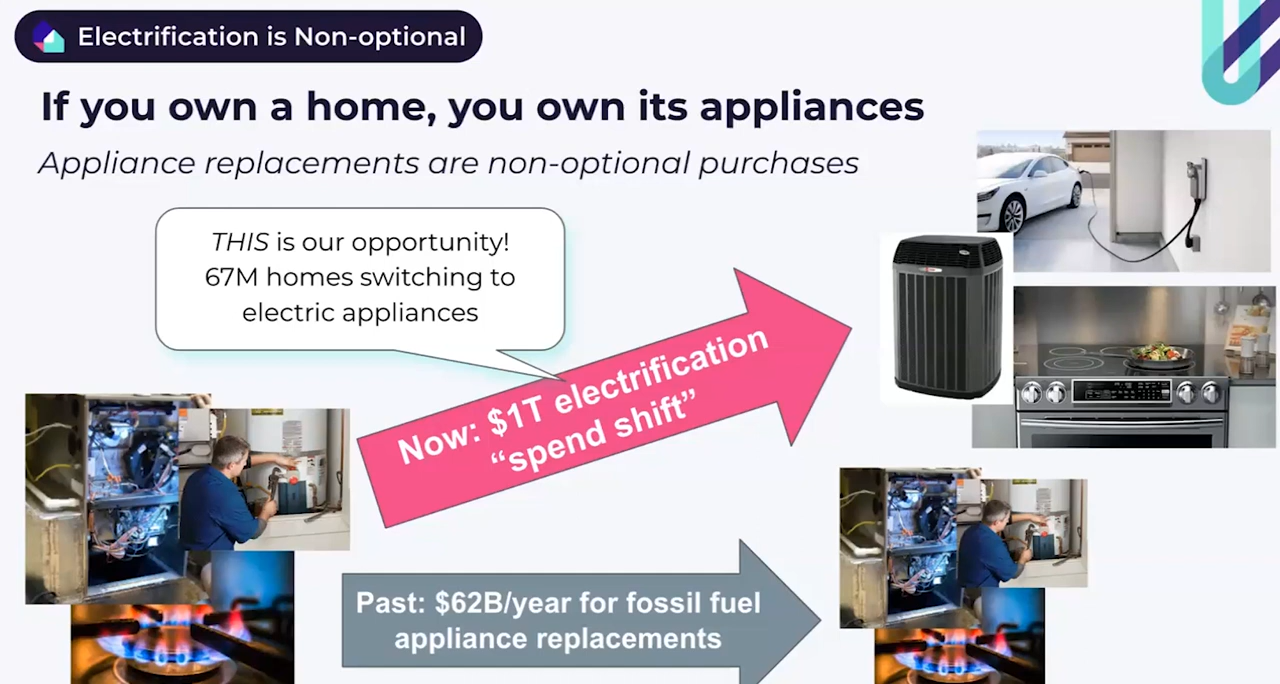 Electrification is Non-optional
If you own a home, you own its appliances
Appliance replacements are non-optional purchases
THIS is our opportunity!
67M homes switching to
electric appliances
Now: $1T electrification
“spend shift”
Past: $62B/year for fossil fuel
appliance replacements